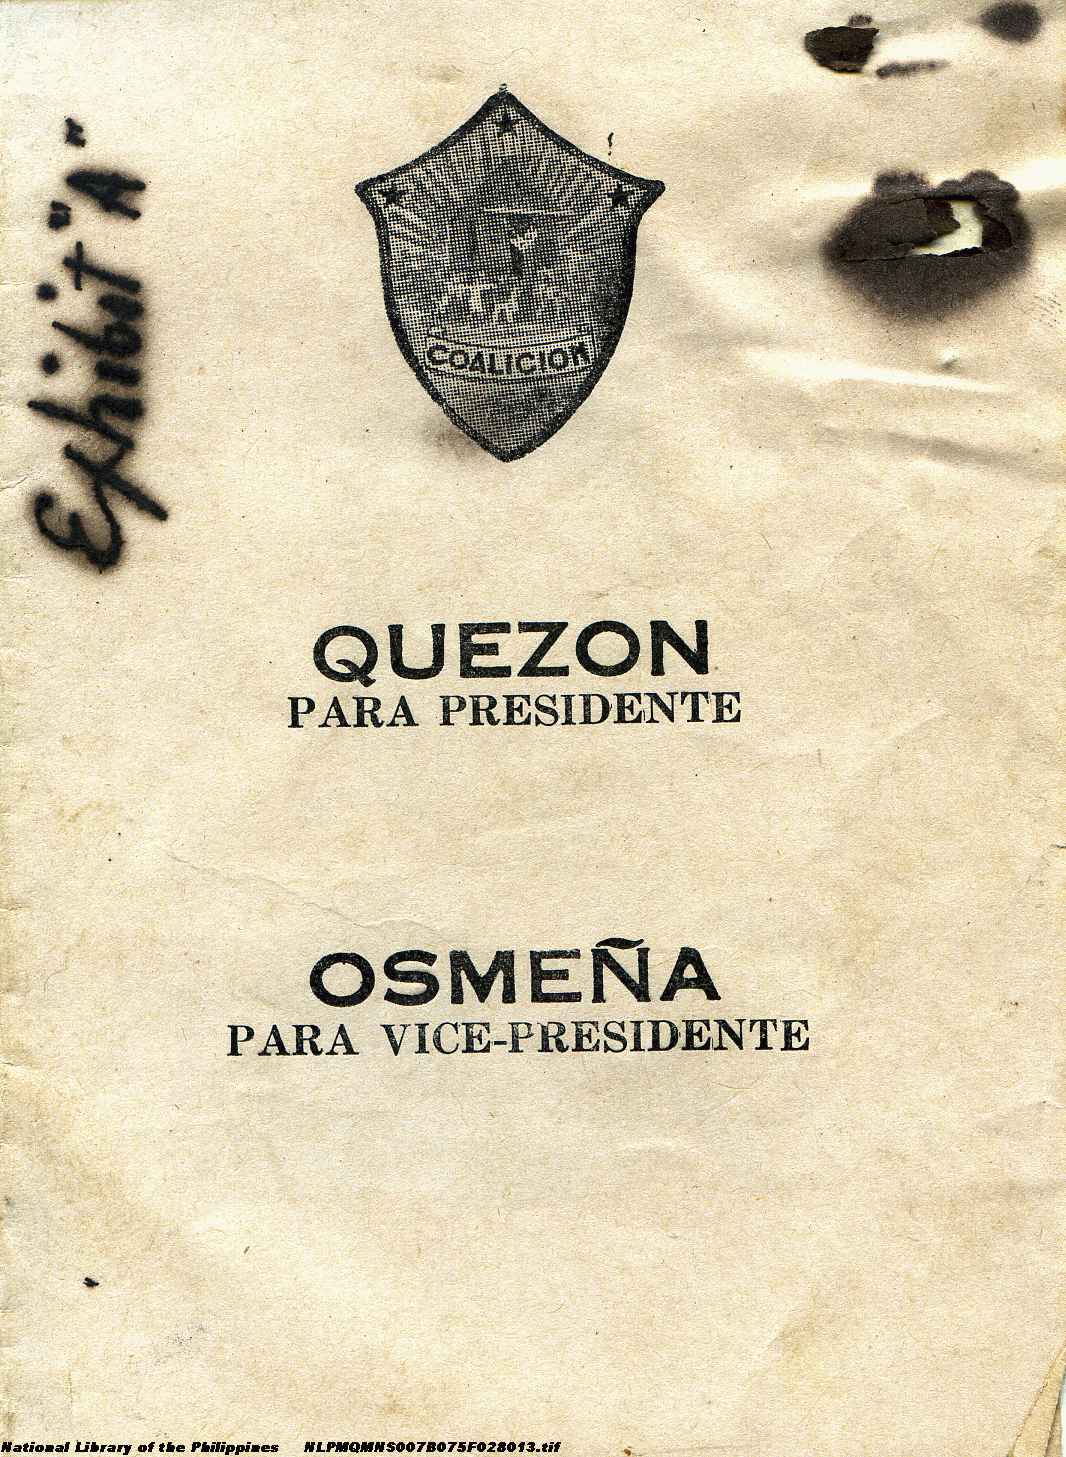 Exhibit "A"
COALICION
QUEZON
PARA PRESIDENTE
OSMEÑA
PARA VICE-PRESIDENTE
National Library of the Philippines NLPMQMNS007B075F028013.tif